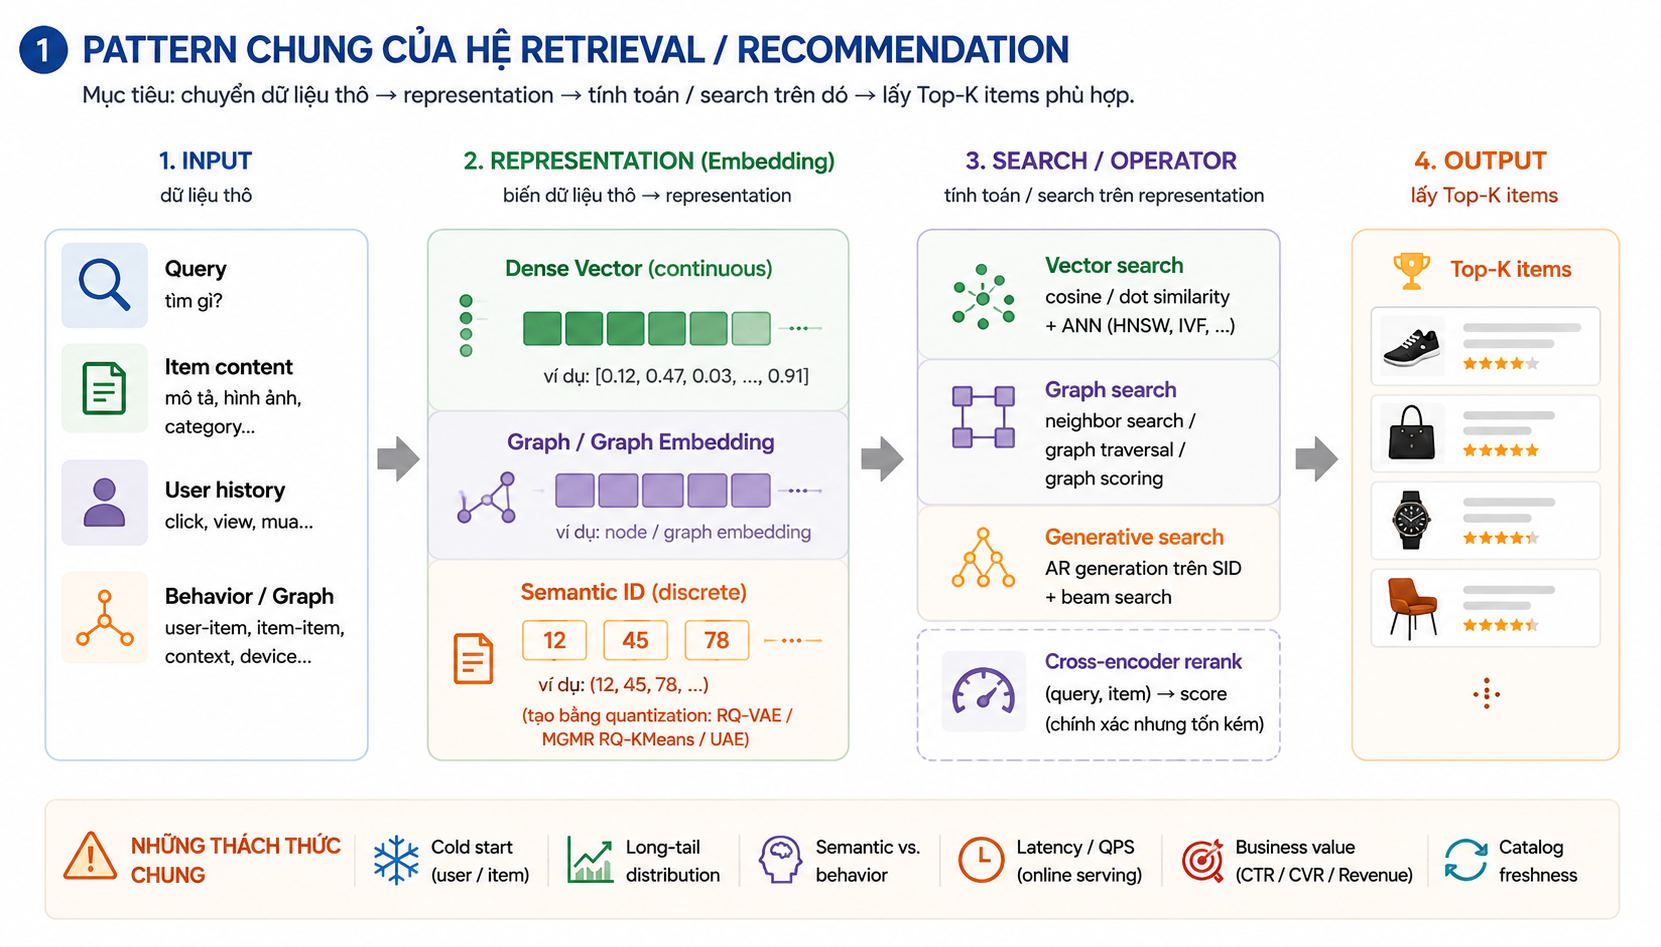 1 PATTERN CHUNG CỦA HỆ RETRIEVAL / RECOMMENDATION
Mục tiêu: chuyển dữ liệu thô → representation → tính toán / search trên dó → lấy Top-K items phù hợp.
1. INPUT
dữ liệu thô
Query
tìm gì?
Item content
mô tả, hình ảnh,
category...
User history
click, view, mua...
Behavior / Graph
user-item, item-item,
context, device...
2. REPRESENTATION (Embedding)
biến dữ liệu thô → representation
Dense Vector (continuous)
ví dụ: [0.12, 0.47, 0.03, ..., 0.91]
Graph / Graph Embedding
ví dụ: node / graph embedding
Semantic ID (discrete)
12 45 78
ví dụ: (12, 45, 78, ...)
(tạo bằng quantization: RQ-VAE /
MGMR RQ-KMeans / UAE)
3. SEARCH / OPERATOR
tính toán / search trên representation
Vector search
cosine / dot similarity
+ ANN (HNSW, IVF, ...)
Graph search
neighbor search /
graph traversal /
graph scoring
Generative search
AR generation trên SID
+ beam search
Cross-encoder rerank
(query, item) → score
(chính xác nhưng tốn kém)
4. OUTPUT
lấy Top-K items
Top-K items
NHỮNG THÁCH THỨC
CHUNG
Cold start
(user / item)
Long-tail
distribution
Semantic vs.
behavior
Latency / QPS
(online serving)
Business value
(CTR / CVR / Revenue)
Catalog
freshness